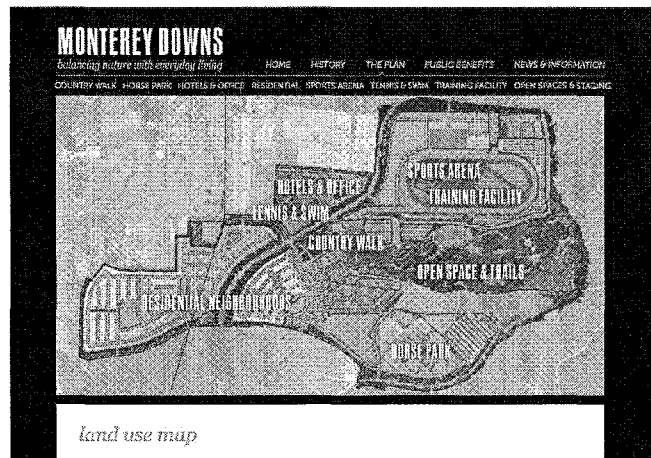 MONTEREY DOWNS
balancing nature with everyday living
HOME HISTORY THE PLAN PUBLIC BENEFITS NEWS & INFORMATION
COUNTRY WALK HORSE PARK HOTELS & OFFICE RESIDENTIAL SPORTS ARENA TENNIS & SWIM TRAINING FACILITY OPEN SPACES & STAGING
SPORTS ARENA
HOTELS & OFFICE
TRAINING FACILITY
TENNIS & SWIM
COUNTRY WALK
OPEN SPACE & TRAILS
RESIDENTIAL NEIGHBORHOODS
HORSE PARK
land use map